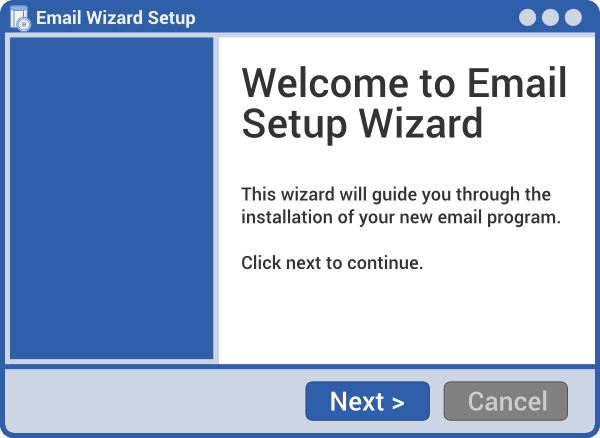 Email Wizard Setup
Welcome to Email
Setup Wizard
This wizard will guide you through the
installation of your new email program.
Click next to continue.
Next >
Cancel